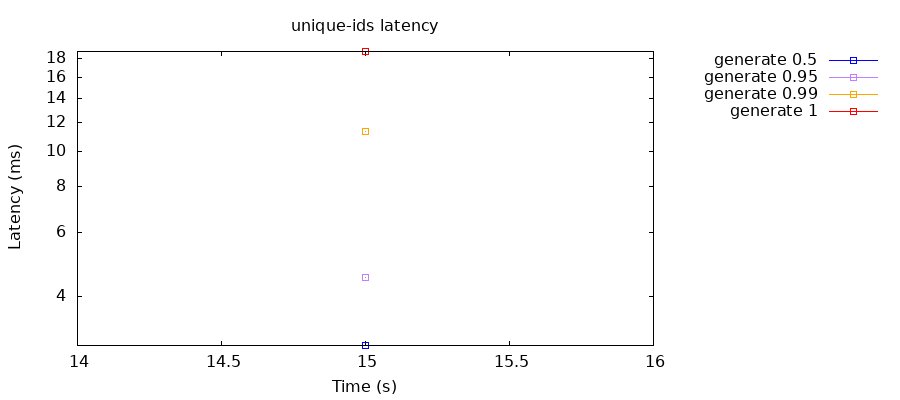 unique-ids latency
Latency (ms)
18
16
14
12
10
8
6
4
14 14.5 15 15.5 16
Time (s)
generate 0.5
generate 0.95
generate 0.99
generate 1